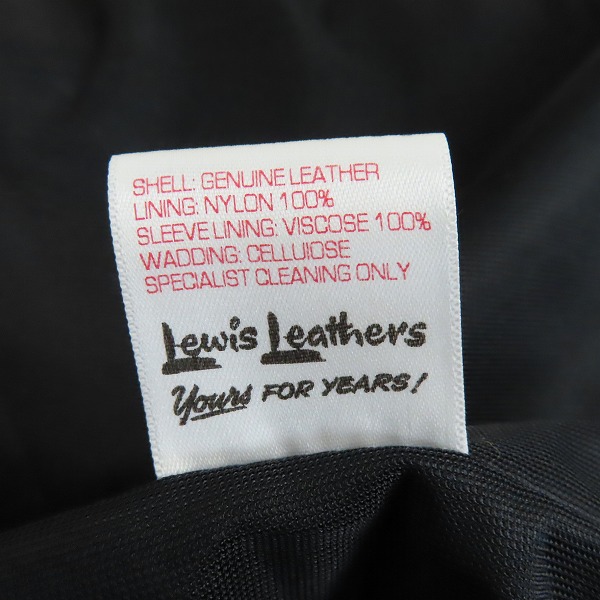 SHELL: GENUINE LEATHER
LINING: NYLON 100%
SLEEVE LINING: VISCOSE 100%
WADDING: CELLUIOSE
SPECIALIST CLEANING ONLY
Lewis Leathers
Yours FOR YEARS!